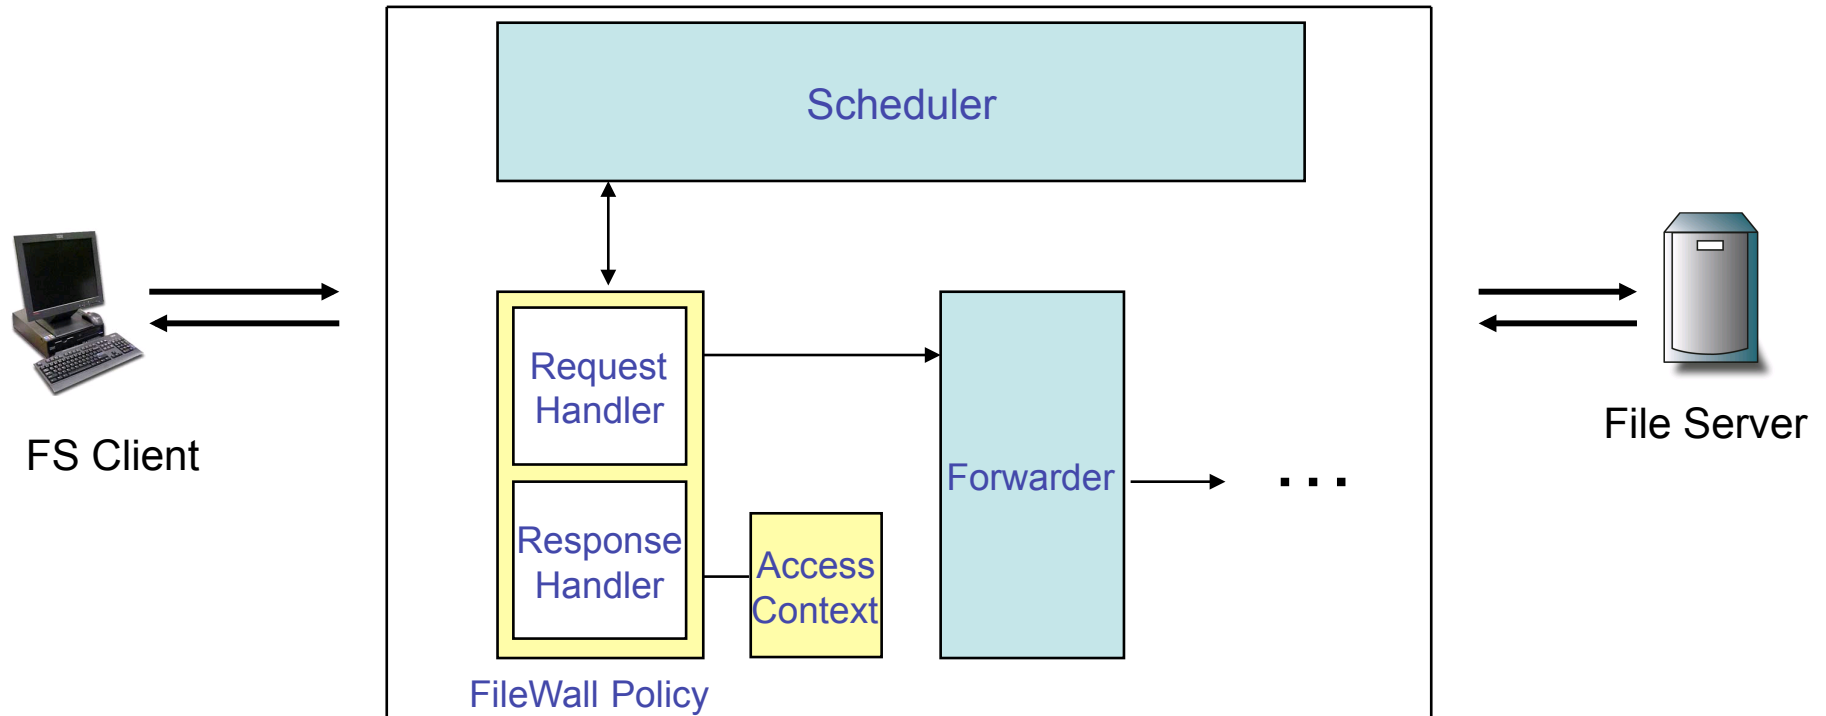 Scheduler
Request
Handler
Response
Handler
Access
Context
Forwarder
. . .
FileWall Policy
FS Client
File Server